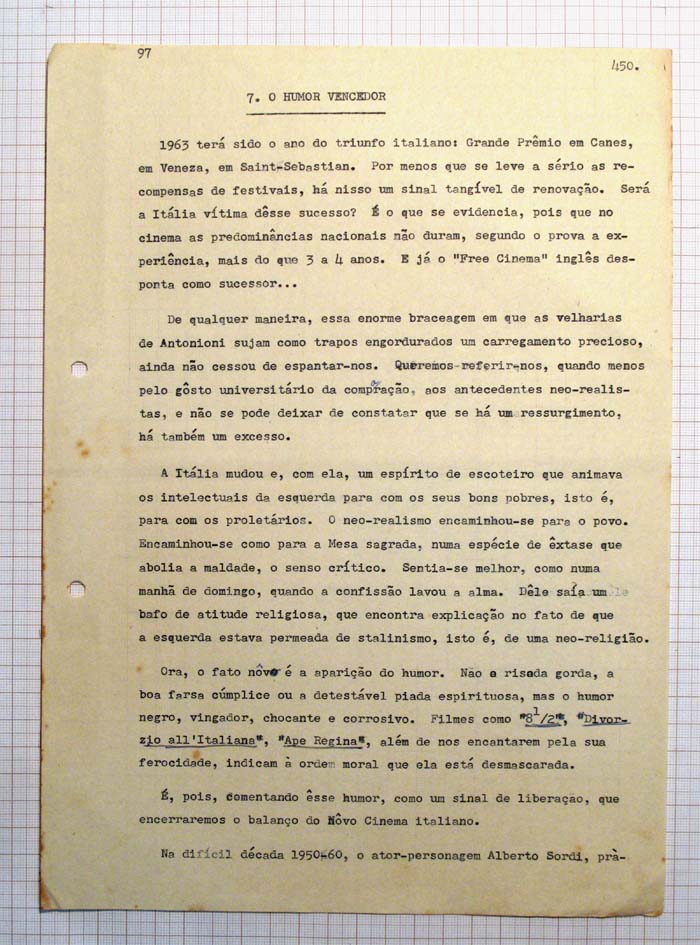 97
450.
7. O HUMOR VENCEDOR
1963 terá sido o ano do triunfo italiano: Grande Prêmio em Canes,
em Veneza, em Saint-Sebastian. Por menos que se leve a sério as re-
compensas de festivais, há nisso um sinal tangível de renovação. Será
a Itália vítima dêsse sucesso? É o que se evidencia, pois que no
cinema as predominâncias nacionais não duram, segundo o prova a ex-
periência, mais do que 3 a 4 anos. E já o "Free Cinema" inglês des-
ponta como sucessor...
De qualquer maneira, essa enorme braceagem em que as velharias
de Antonioni sujam como trapos engordurados um carregamento precioso,
ainda não cessou de espantar-nos. Queremos referir-nos, quando menos
pelo gôsto universitário da comparação, aos antecedentes neo-realis-
tas, e não se pode deixar de constatar que se há um ressurgimento,
há também um excesso.
A Itália mudou e, com ela, um espírito de escoteiro que animava
os intelectuais da esquerda para com os seus bons pobres, isto é,
para com os proletários. O neo-realismo encaminhou-se para o povo.
Encaminhou-se como para a Mesa sagrada, numa espécie de êxtase que
abolia a maldade, o senso crítico. Sentia-se melhor, como numa
manhã de domingo, quando a confissão lavou a alma. Dêle saía um
bafo de atitude religiosa, que encontra explicação no fato de que
a esquerda estava permeada de stalinismo, isto é, de uma neo-religião.
Ora, o fato nôvo é a aparição do humor. Não a risada gorda, a
boa farsa cúmplice ou a detestável piada espirituosa, mas o humor
negro, vingador, chocante e corrosivo. Filmes como "8 1/2", "Divor-
zio all'Italiana", "Ape Regina", além de nos encantarem pela sua
ferocidade, indicam à ordem moral que ela está desmascarada.
É, pois, comentando êsse humor, como um sinal de liberação, que
encerraremos o balanço do Nôvo Cinema italiano.
Na difícil década 1950-60, o ator-personagem Alberto Sordi, prà-